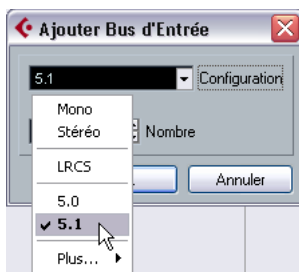 Ajouter Bus d'Entrée
5.1 Configuration
Mono
Stéréo Nombre
LRCS
5.0 Annuler
5.1
Plus...